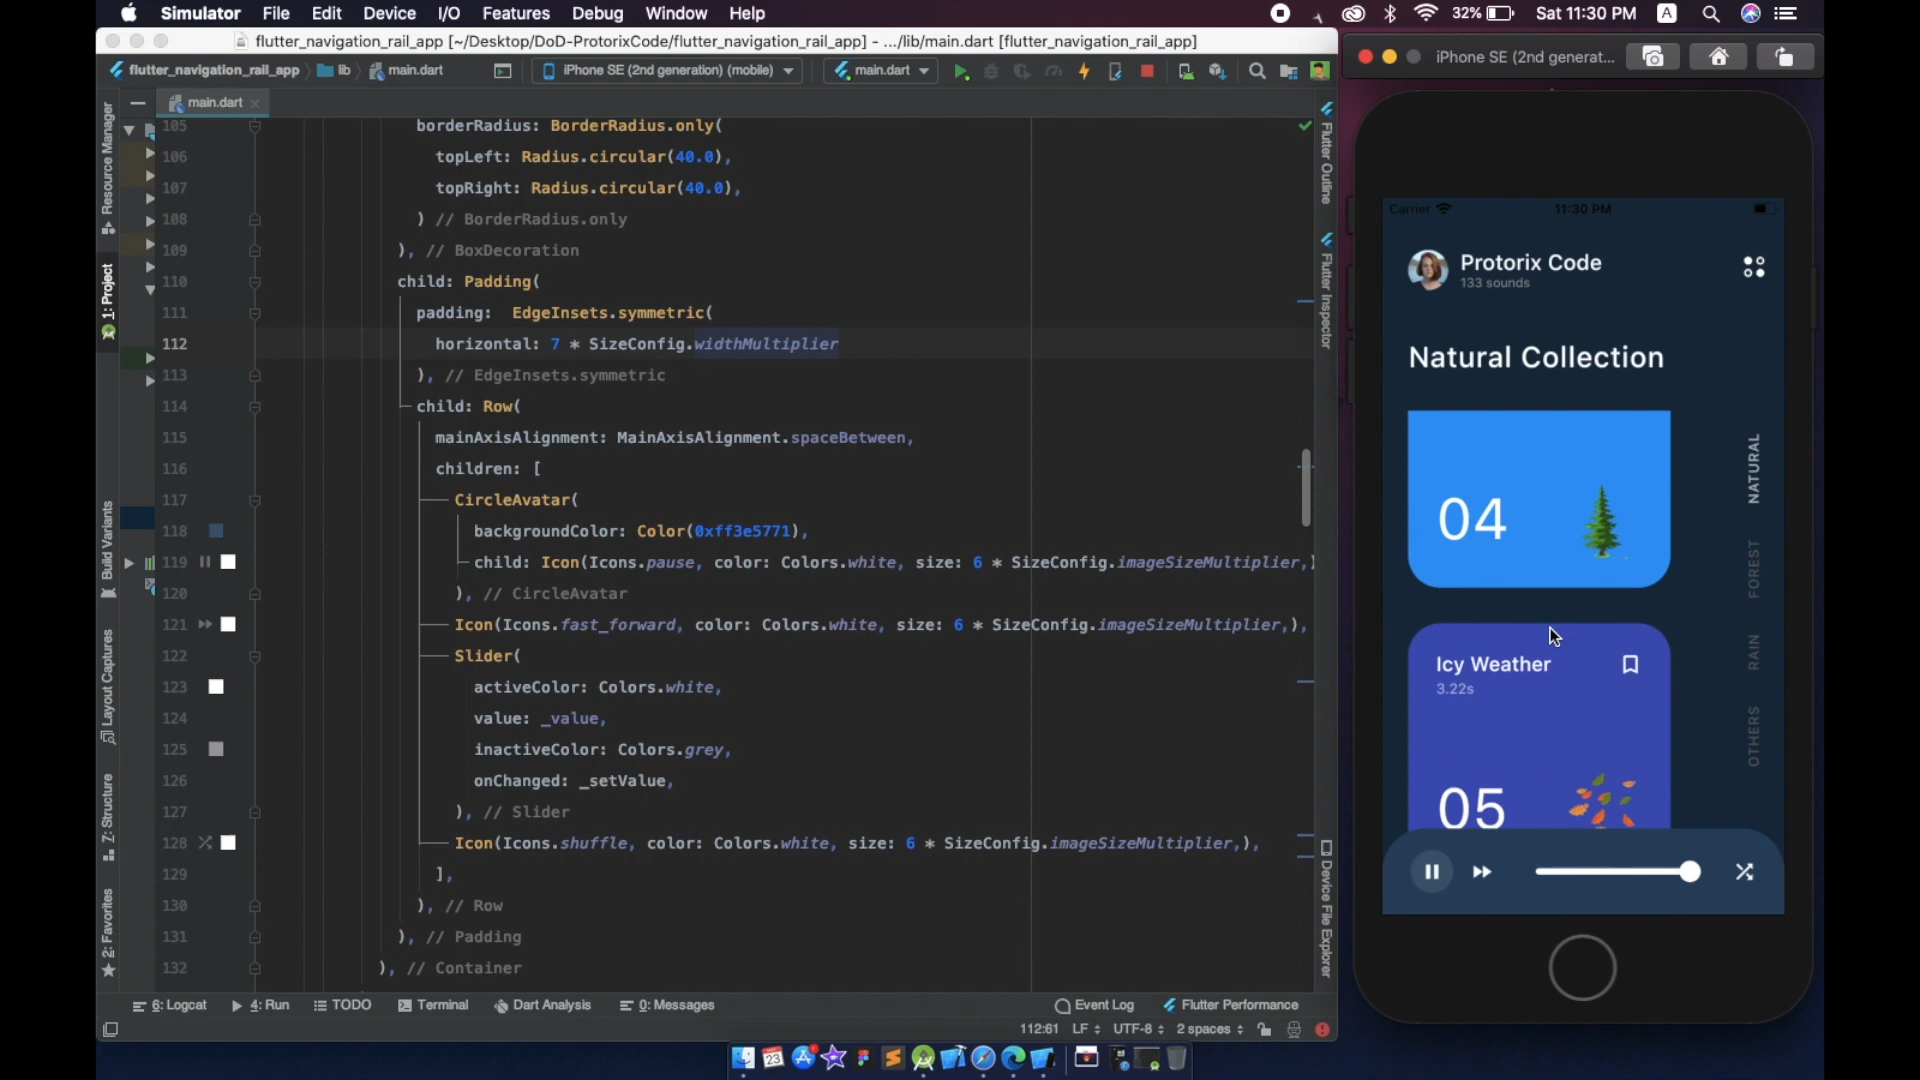 Simulator File Edit Device I/O Features Debug Window Help 32% Sat 11:30 PM A
flutter_navigation_rail_app [~/Desktop/DoD-ProtorixCode/flutter_navigation_rail_app] - .../lib/main.dart [flutter_navigation_rail_app]
flutter_navigation_rail_app lib main.dart iPhone SE (2nd generation) (mobile) main.dart
main.dart
Resource Manager
1: Project
Build Variants
Layout Captures
Z: Structure
2: Favorites
105 borderRadius: BorderRadius.only(
106 topLeft: Radius.circular(40.0),
107 topRight: Radius.circular(40.0),
108 ) // BorderRadius.only
109 ), // BoxDecoration
110 child: Padding(
111 padding: EdgeInsets.symmetric(
112 horizontal: 7 * SizeConfig.widthMultiplier
113 ), // EdgeInsets.symmetric
114 child: Row(
115 mainAxisAlignment: MainAxisAlignment.spaceBetween,
116 children: [
117 CircleAvatar(
118 backgroundColor: Color(0xff3e5771),
119 child: Icon(Icons.pause, color: Colors.white, size: 6 * SizeConfig.imageSizeMultiplier,)
120 ), // CircleAvatar
121 Icon(Icons.fast_forward, color: Colors.white, size: 6 * SizeConfig.imageSizeMultiplier,),
122 Slider(
123 activeColor: Colors.white,
124 value: _value,
125 inactiveColor: Colors.grey,
126 onChanged: _setValue,
127 ), // Slider
128 Icon(Icons.shuffle, color: Colors.white, size: 6 * SizeConfig.imageSizeMultiplier,),
129 ],
130 ), // Row
131 ), // Padding
132 ), // Container
Flutter Outline
Flutter Inspector
Device File Explorer
6: Logcat 4: Run TODO Terminal Dart Analysis 0: Messages Event Log Flutter Performance
112:61 LF UTF-8 2 spaces
23
iPhone SE (2nd generat...
Carrier 11:30 PM
Protorix Code
133 sounds
Natural Collection
04
Icy Weather
3.22s
05
NATURAL
FOREST
RAIN
OTHERS